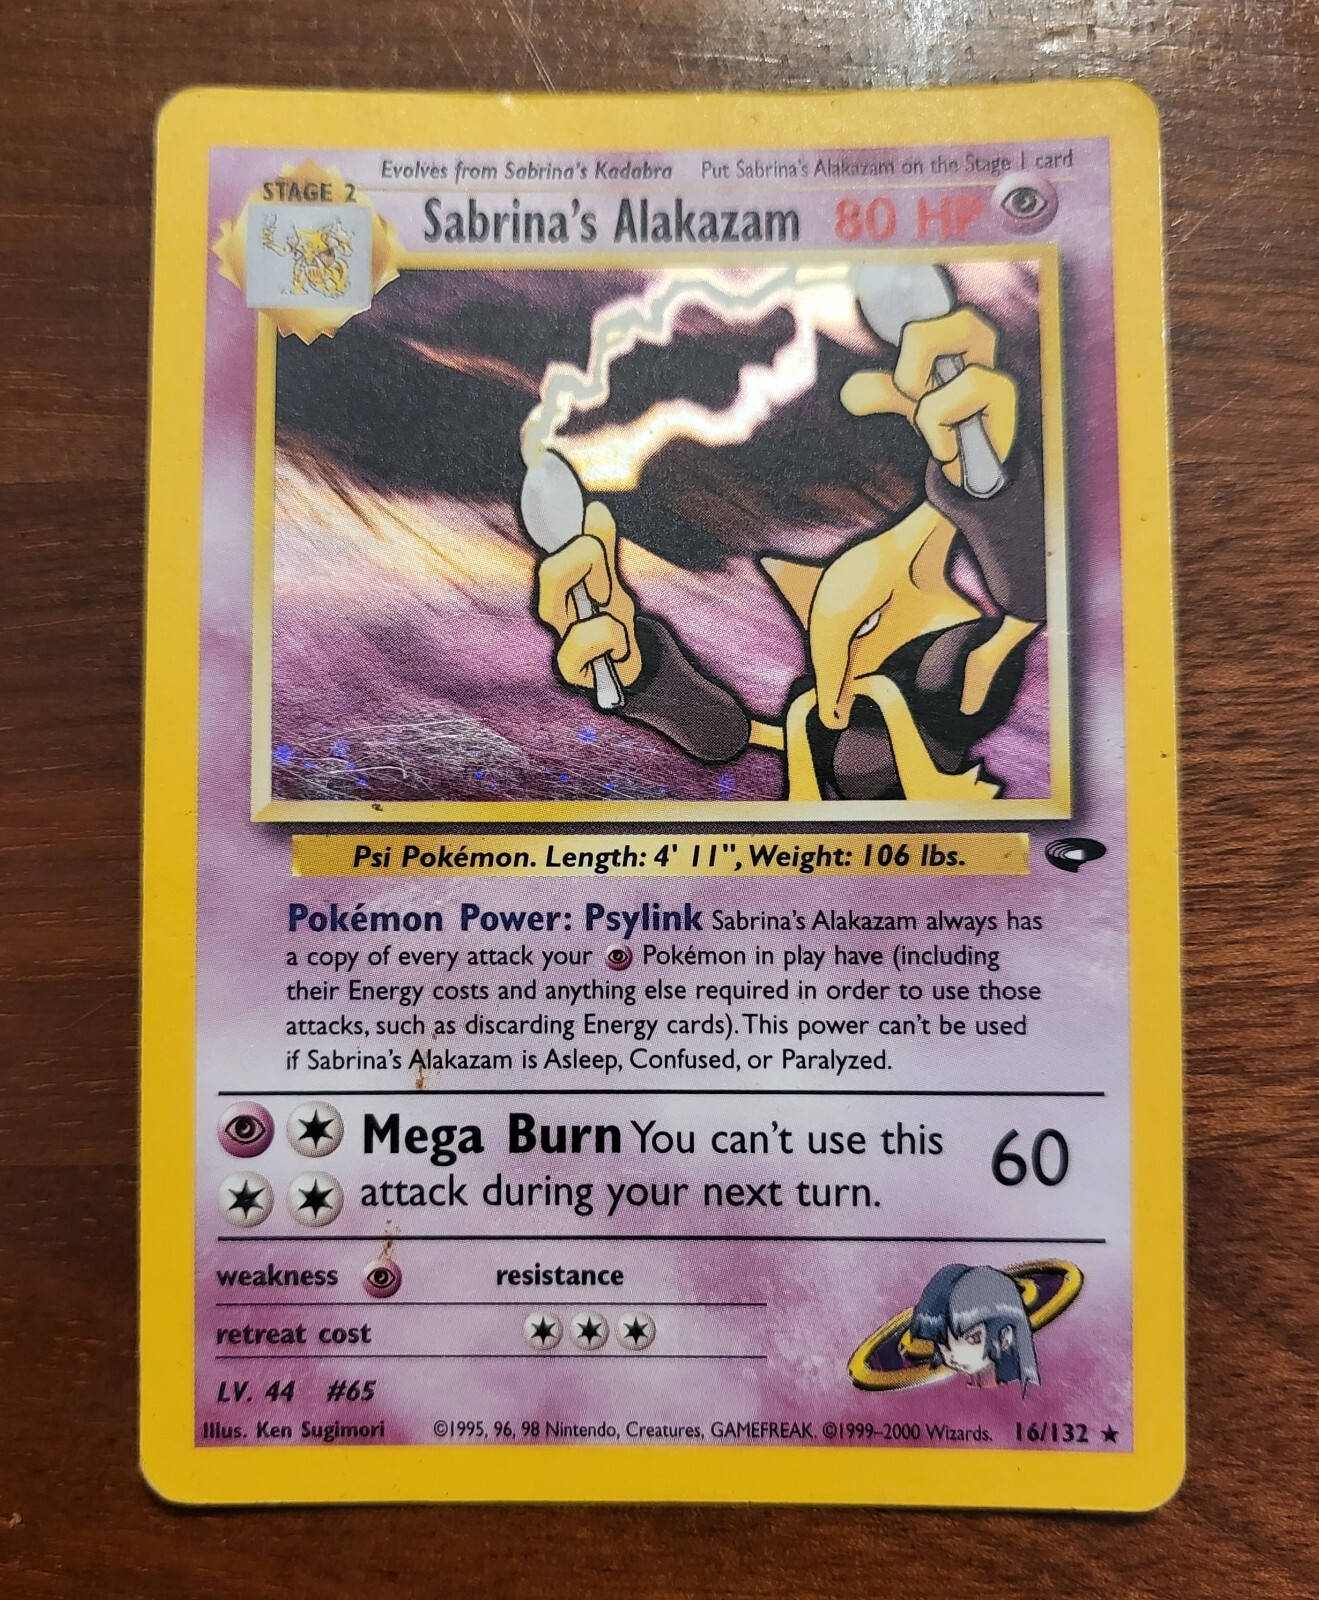 Evolves from Sabrina's Kadabra Put Sabrina's Alakazam on the Stage 1 card
STAGE 2
Sabrina's Alakazam 80 HP
Psi Pokémon. Length: 4' 11", Weight: 106 lbs.
Pokémon Power: Psylink Sabrina's Alakazam always has
a copy of every attack your Pokémon in play have (including
their Energy costs and anything else required in order to use those
attacks, such as discarding Energy cards). This power can't be used
if Sabrina's Alakazam is Asleep, Confused, or Paralyzed.
Mega Burn You can't use this 60
attack during your next turn.
weakness resistance
retreat cost
LV. 44 #65
Illus. Ken Sugimori ©1995, 96, 98 Nintendo, Creatures, GAMEFREAK. ©1999–2000 Wizards. 16/132 ★